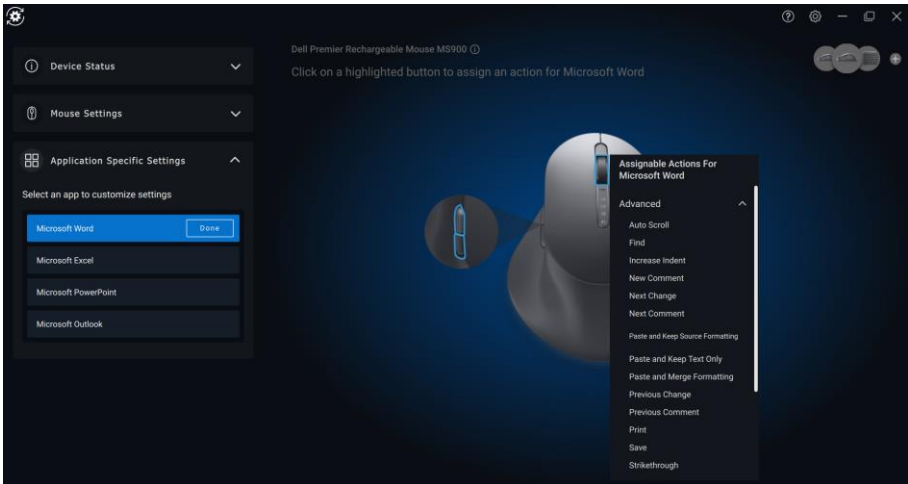 Dell Premier Rechargeable Mouse MS900
Click on a highlighted button to assign an action for Microsoft Word
Device Status
Mouse Settings
Application Specific Settings
Select an app to customize settings
Microsoft Word
Done
Microsoft Excel
Microsoft PowerPoint
Microsoft Outlook
Assignable Actions For
Microsoft Word
Advanced
Auto Scroll
Find
Increase Indent
New Comment
Next Change
Next Comment
Paste and Keep Source Formatting
Paste and Keep Text Only
Paste and Merge Formatting
Previous Change
Previous Comment
Print
Save
Strikethrough